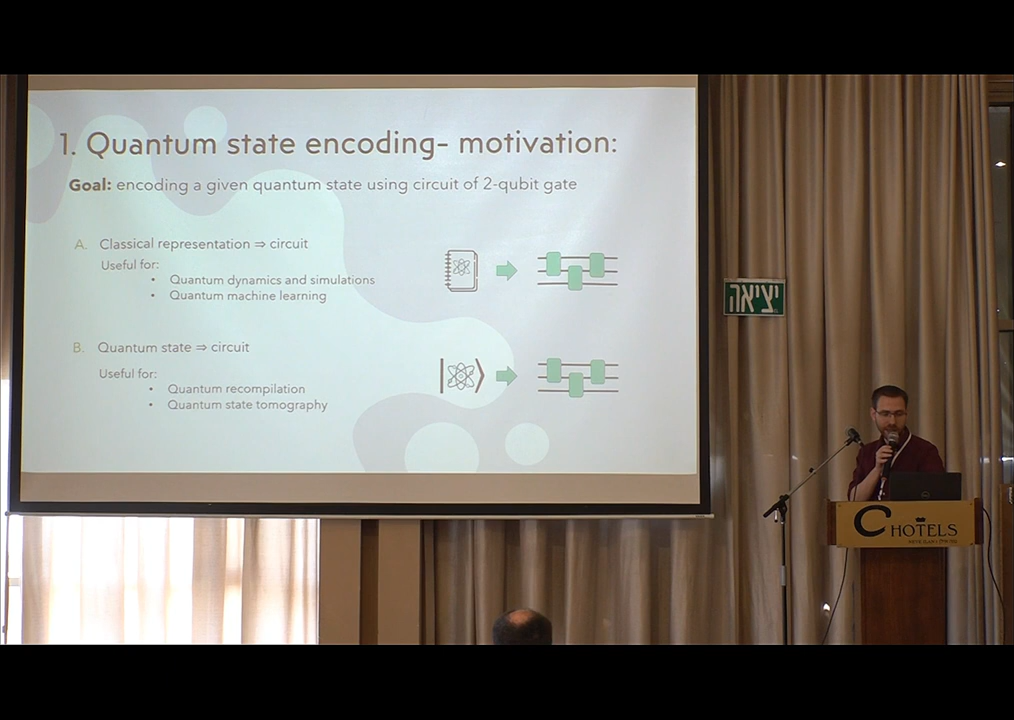 1. Quantum state encoding- motivation:
Goal: encoding a given quantum state using circuit of 2-qubit gate
A. Classical representation ⇒ circuit
Useful for:
• Quantum dynamics and simulations
• Quantum machine learning
B. Quantum state ⇒ circuit
Useful for:
• Quantum recompilation
• Quantum state tomography
יציאה
C HOTELS